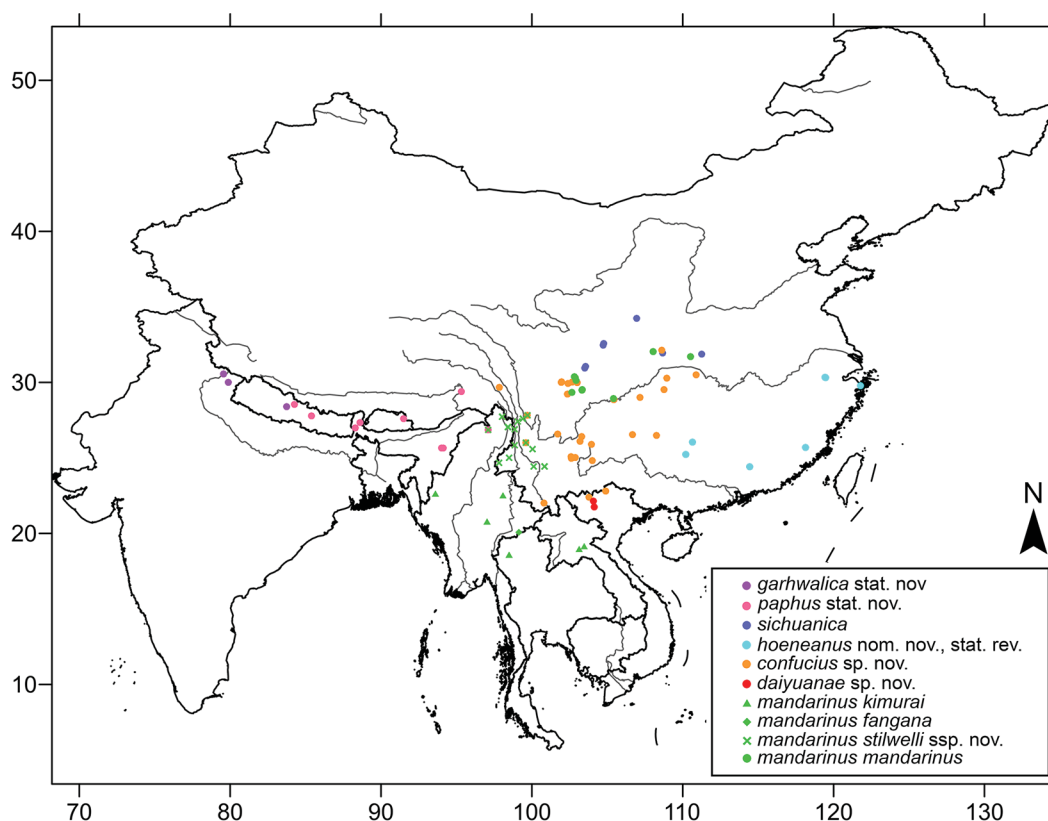 50
40
30
20
10
N
garhwalica stat. nov
paphus stat. nov.
sichuanica
hoeneanus nom. nov., stat. rev.
confucius sp. nov.
daiyuanae sp. nov.
mandarinus kimurai
mandarinus fangana
mandarinus stilwelli ssp. nov.
mandarinus mandarinus
70 80 90 100 110 120 130